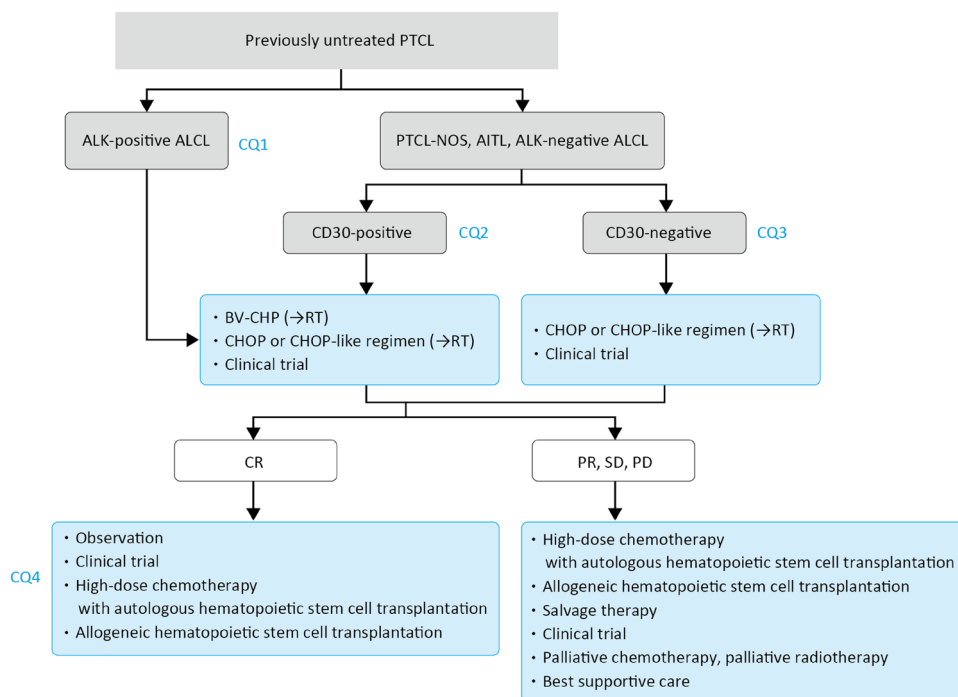 Previously untreated PTCL
ALK-positive ALCL
CQ1
PTCL-NOS, AITL, ALK-negative ALCL
CD30-positive
CQ2
CD30-negative
CQ3
・BV-CHP (→RT)
・CHOP or CHOP-like regimen (→RT)
・Clinical trial
・CHOP or CHOP-like regimen (→RT)
・Clinical trial
CR
PR, SD, PD
CQ4
・Observation
・Clinical trial
・High-dose chemotherapy
with autologous hematopoietic stem cell transplantation
・Allogeneic hematopoietic stem cell transplantation
・High-dose chemotherapy
with autologous hematopoietic stem cell transplantation
・Allogeneic hematopoietic stem cell transplantation
・Salvage therapy
・Clinical trial
・Palliative chemotherapy, palliative radiotherapy
・Best supportive care